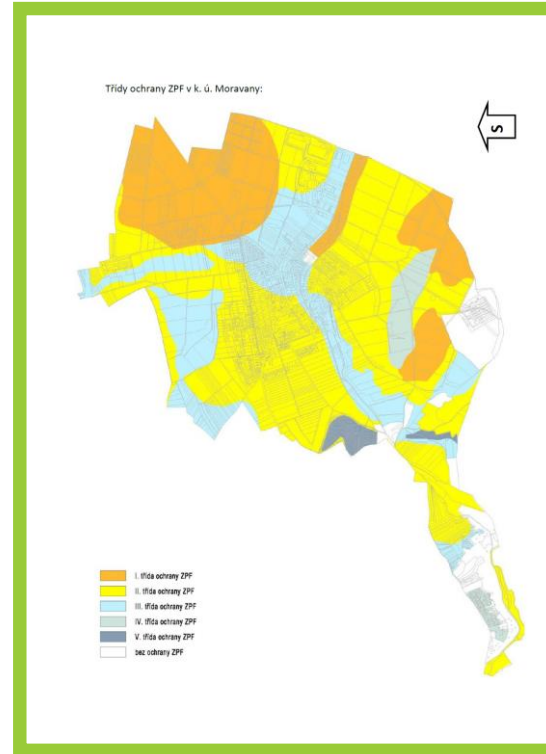 Třídy ochrany ZPF v k. ú. Moravany:
S
I. třída ochrany ZPF
II. třída ochrany ZPF
III. třída ochrany ZPF
IV. třída ochrany ZPF
V. třída ochrany ZPF
bez ochrany ZPF